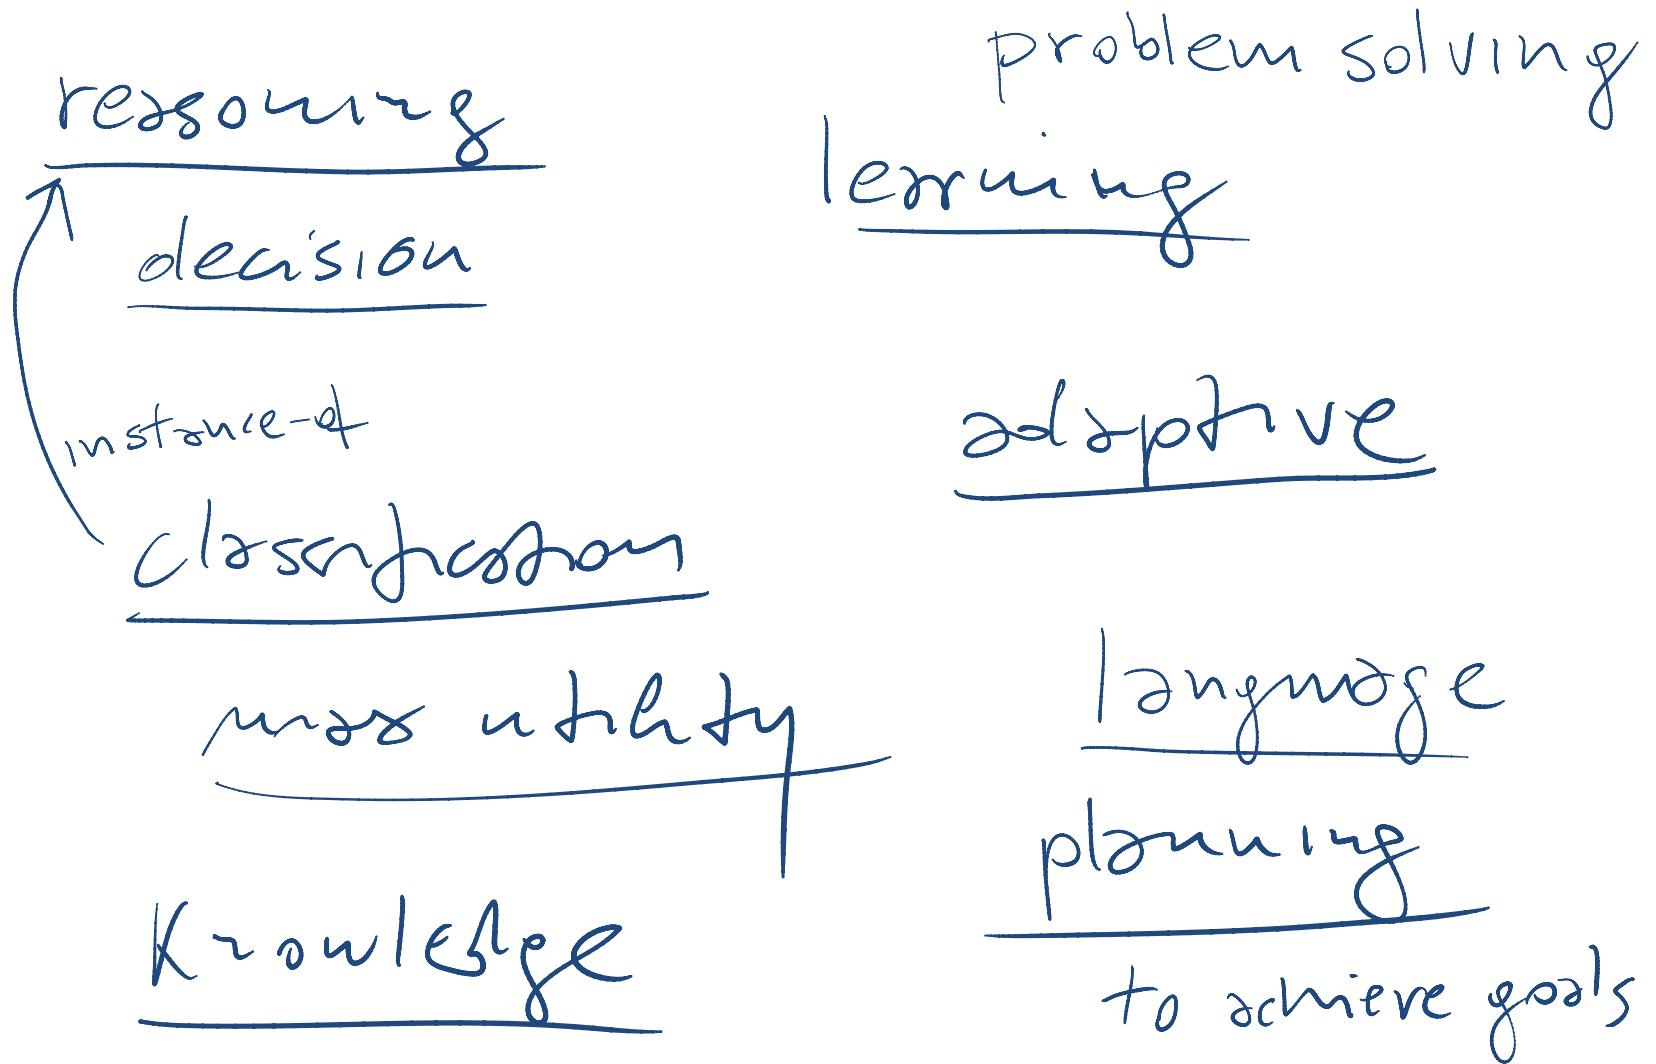 problem solving
reasoning
learning
decision
adaptive
instance-of
classification
language
max utility
planning
Knowledge
to achieve goals